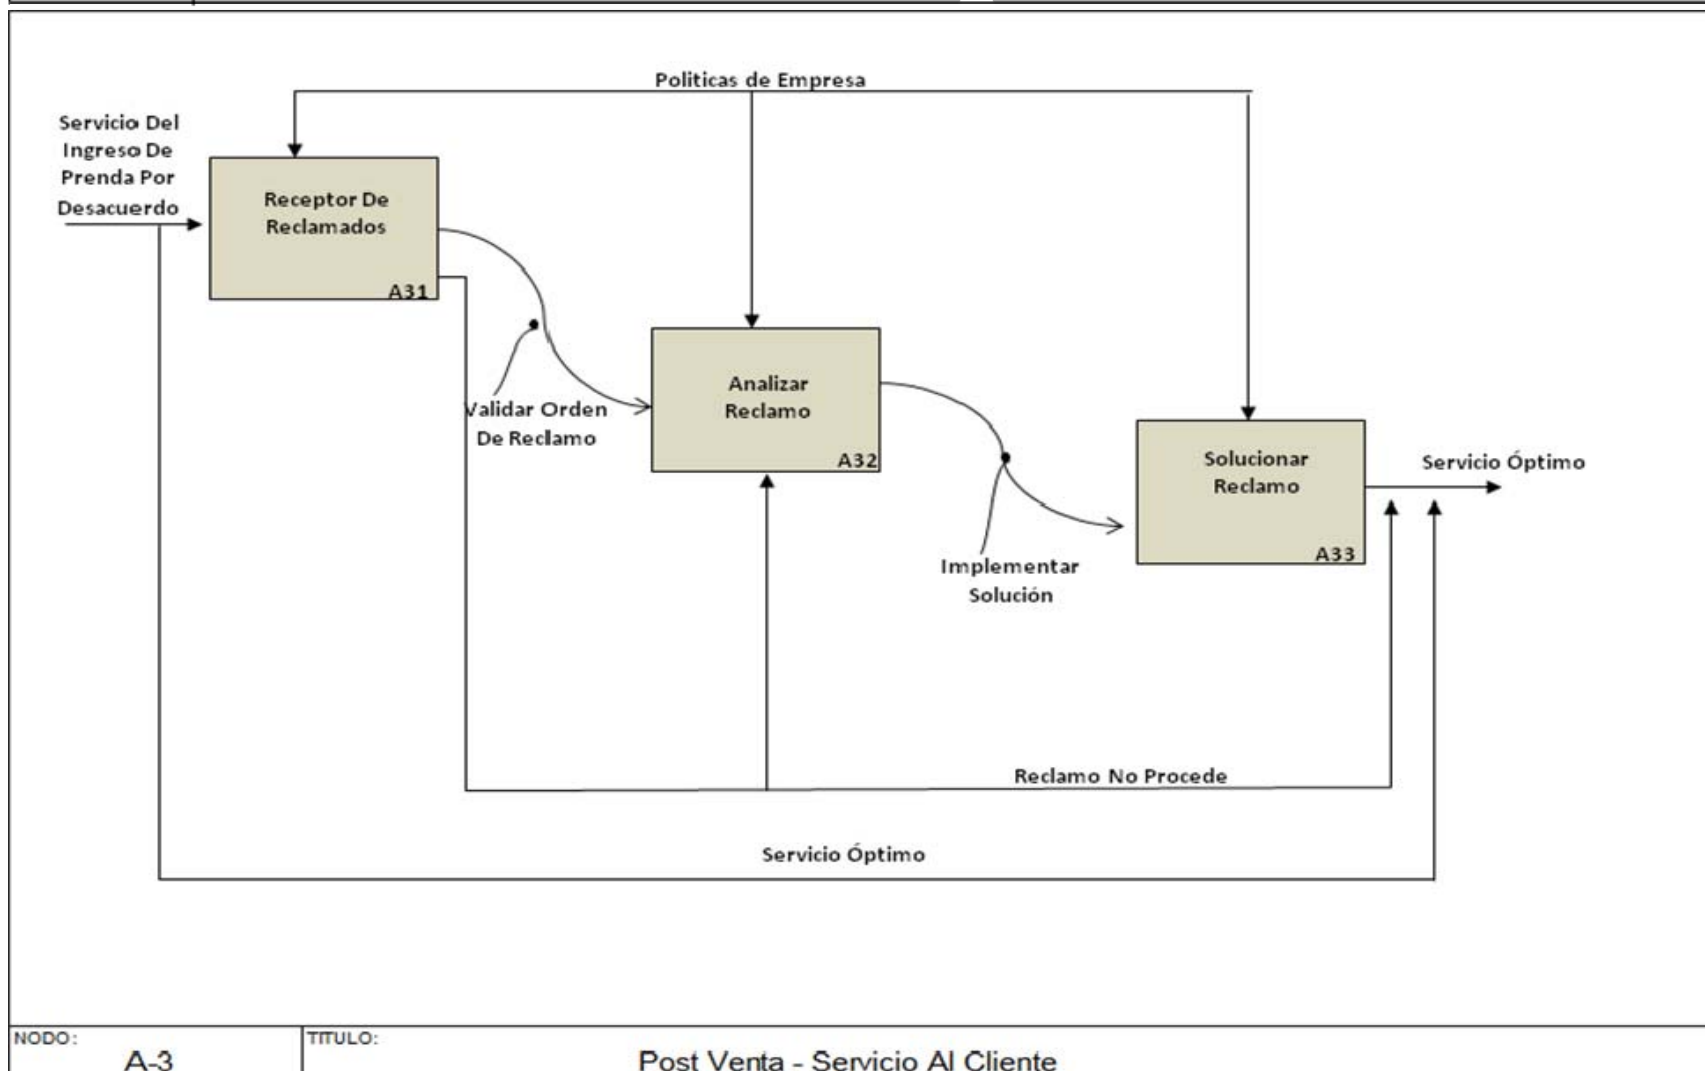 Politicas de Empresa
Servicio Del
Ingreso De
Prenda Por
Desacuerdo
Receptor De
Reclamados
A31
Validar Orden
De Reclamo
Analizar
Reclamo
A32
Implementar
Solución
Solucionar
Reclamo
A33
Servicio Óptimo
Reclamo No Procede
Servicio Óptimo
NODO:
A-3
TITULO:
Post Venta - Servicio Al Cliente